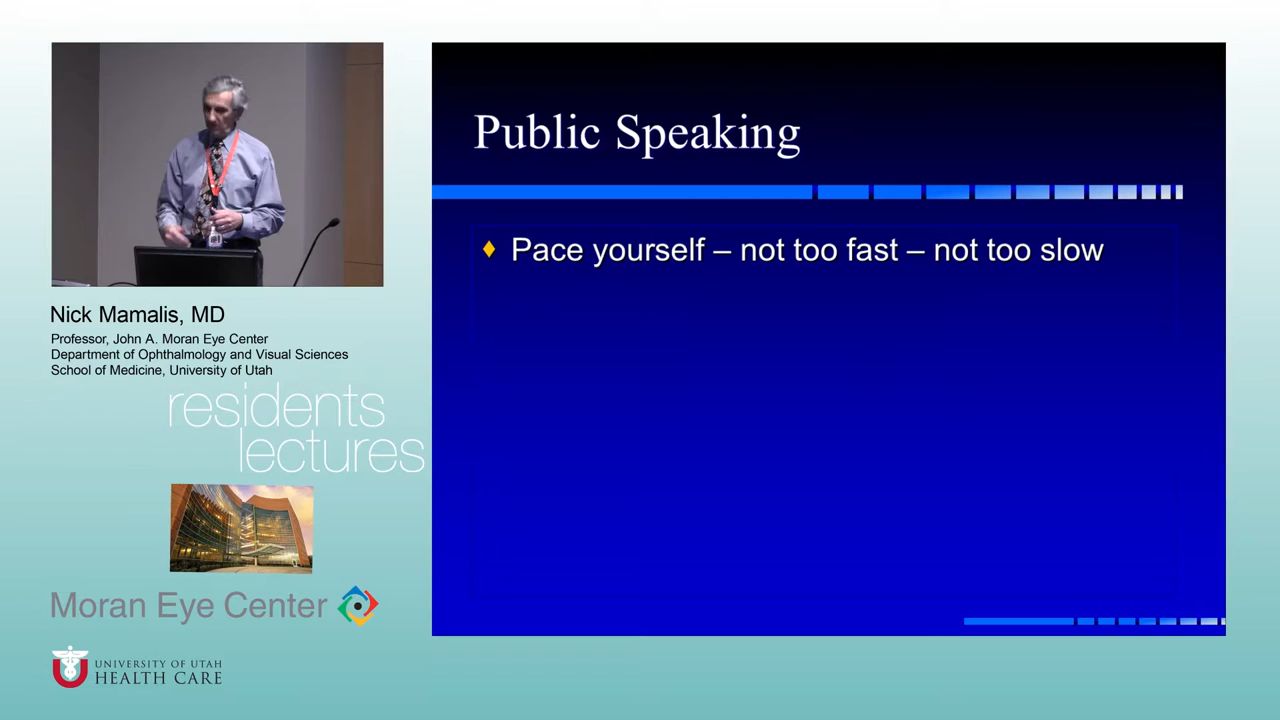 Public Speaking
Pace yourself – not too fast – not too slow
Nick Mamalis, MD
Professor, John A. Moran Eye Center
Department of Ophthalmology and Visual Sciences
School of Medicine, University of Utah
residents
lectures
Moran Eye Center
UNIVERSITY OF UTAH
HEALTH CARE